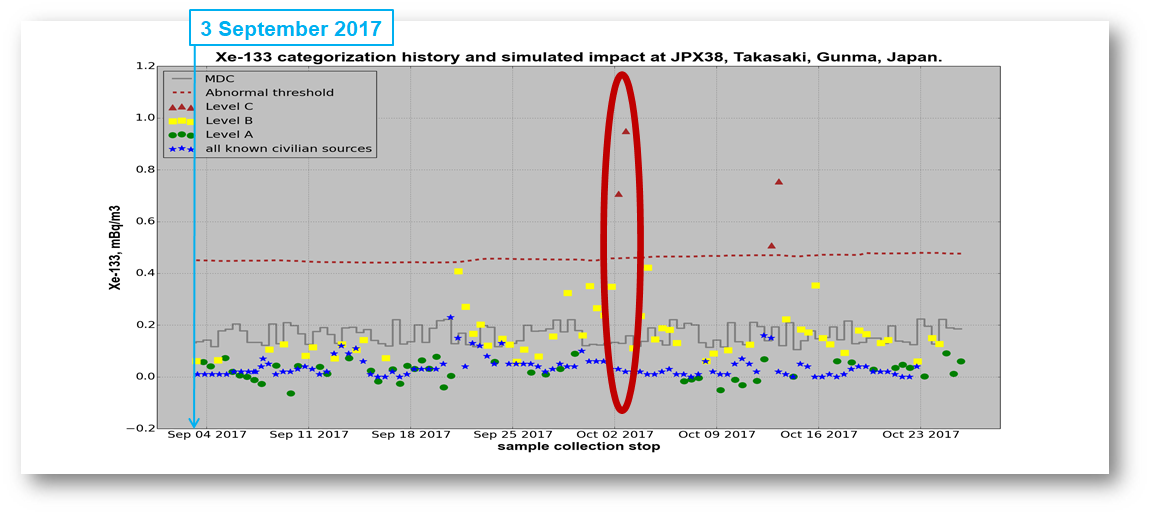 3 September 2017
Xe-133 categorization history and simulated impact at JPX38, Takasaki, Gunma, Japan.
1.2
1.0
0.8
0.6
0.4
0.2
0.0
−0.2
Xe-133, mBq/m3
MDC
Abnormal threshold
Level C
Level B
Level A
all known civilian sources
Sep 04 2017 Sep 11 2017 Sep 18 2017 Sep 25 2017 Oct 02 2017 Oct 09 2017 Oct 16 2017 Oct 23 2017
sample collection stop